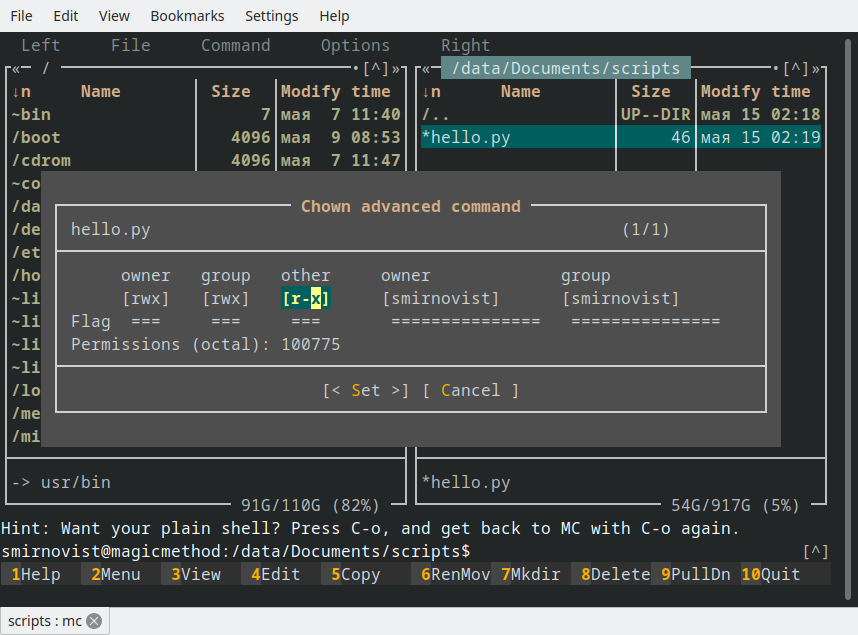 File Edit View Bookmarks Settings Help
Left File Command Options Right
«─ / ─•[^]» «─ /data/Documents/scripts ─•[^]»
↓n Name Size Modify time ↓n Name Size Modify time
~bin 7 мая 7 11:40 /.. UP--DIR мая 15 02:18
/boot 4096 мая 9 08:53 *hello.py 46 мая 15 02:19
/cdrom 4096 мая 7 11:47
~co
/da Chown advanced command
/de hello.py (1/1)
/et
/ho owner group other owner group
~li [rwx] [rwx] [r-x] [smirnovist] [smirnovist]
~li Flag === === === =============== ===============
~li Permissions (octal): 100775
~li
/lo [< Set >] [ Cancel ]
/me
/mi
-> usr/bin *hello.py
91G/110G (82%) 54G/917G (5%)
Hint: Want your plain shell? Press C-o, and get back to MC with C-o again.
smirnovist@magicmethod:/data/Documents/scripts$ [^]
1Help 2Menu 3View 4Edit 5Copy 6RenMov 7Mkdir 8Delete 9PullDn 10Quit
scripts : mc